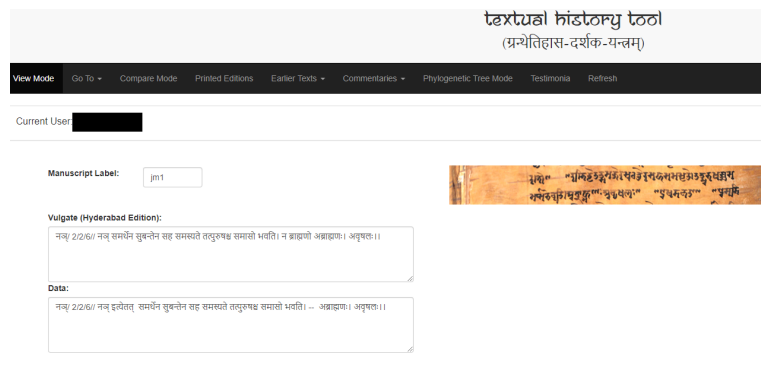 textual history tool
(ग्रन्थेतिहास-दर्शक-यन्त्रम्)
View Mode Go To Compare Mode Printed Editions Earlier Texts Commentaries Phylogenetic Tree Mode Testimonia Refresh
Current User:
Manuscript Label: jm1
Vulgate (Hyderabad Edition):
नञ्/ 2/2/6// नञ् समर्थेन सुबन्तेन सह समस्यते तत्पुरुषश्च समासो भवति। न ब्राह्मणो अब्राह्मणः। अवृषलः।।
Data:
नञ्/ 2/2/6// नञ् इत्येतत् समर्थेन सुबन्तेन सह समस्यते तत्पुरुषश्च समासो भवति। -- अब्राह्मणः। अवृषलः।।